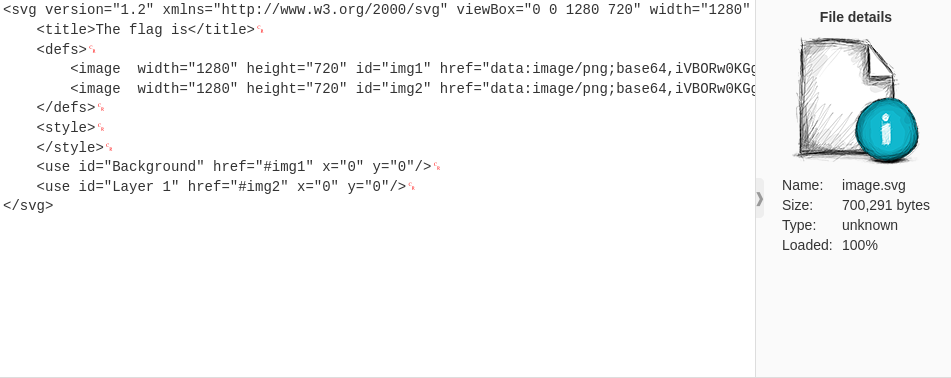 <svg version="1.2" xmlns="http://www.w3.org/2000/svg" viewBox="0 0 1280 720" width="1280"
    <title>The flag is</title>
    <defs>
        <image  width="1280" height="720" id="img1" href="data:image/png;base64,iVBORw0KGg
        <image  width="1280" height="720" id="img2" href="data:image/png;base64,iVBORw0KGg
    </defs>
    <style>
    </style>
    <use id="Background" href="#img1" x="0" y="0"/>
    <use id="Layer 1" href="#img2" x="0" y="0"/>
</svg>
File details
Name: image.svg
Size: 700,291 bytes
Type: unknown
Loaded: 100%